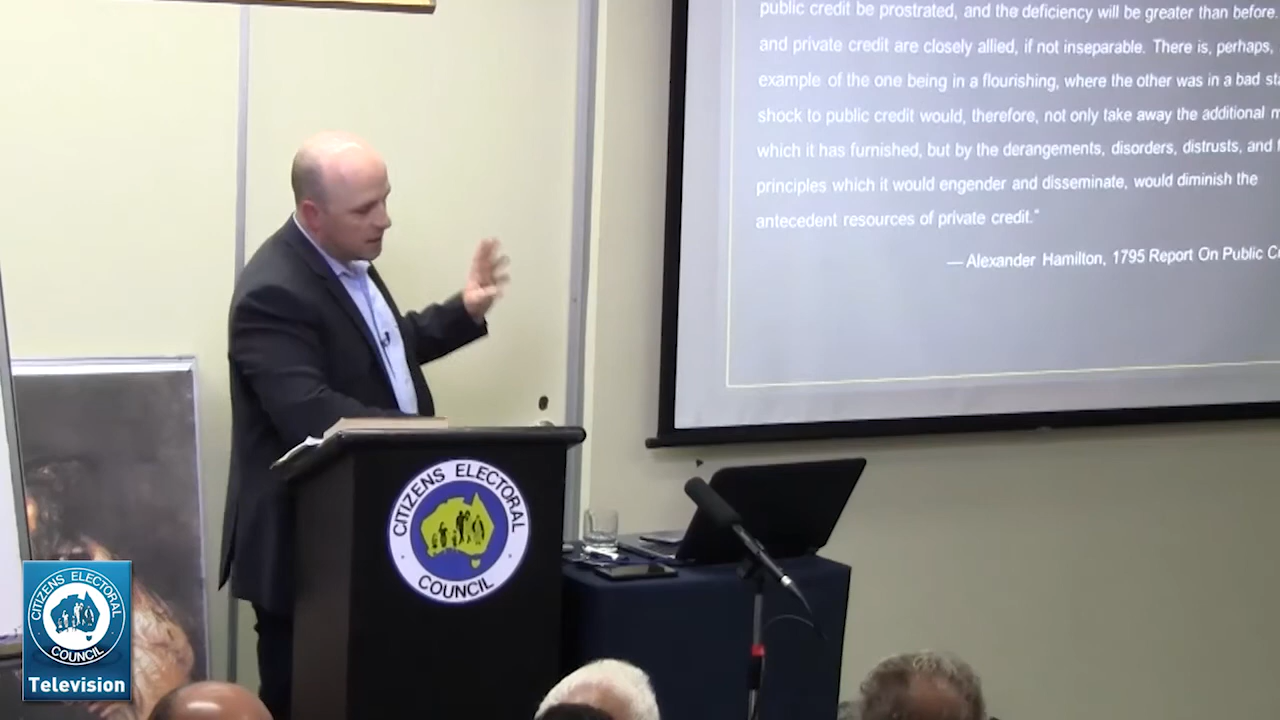 public credit be prostrated, and the deficiency will be greater than before.
and private credit are closely allied, if not inseparable. There is, perhaps,
example of the one being in a flourishing, where the other was in a bad
shock to public credit would, therefore, not only take away the additional
which it has furnished, but by the derangements, disorders, distrusts, and
principles which it would engender and disseminate, would diminish the
antecedent resources of private credit."
— Alexander Hamilton, 1795 Report On Public
CITIZENS ELECTORAL
COUNCIL
CITIZENS ELECTORAL
COUNCIL
Television